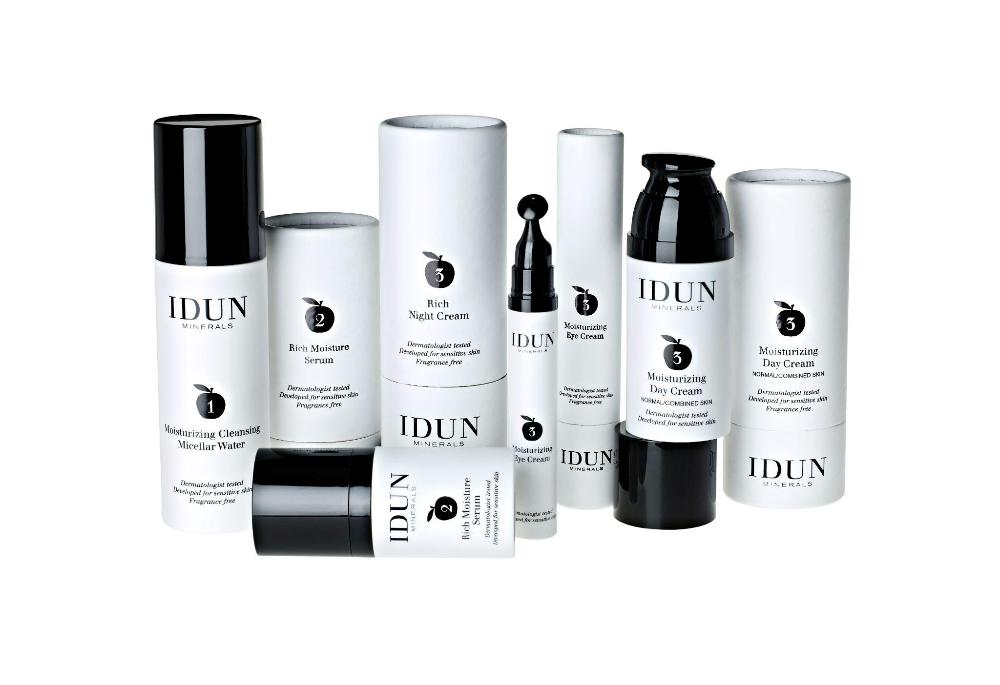 IDUN
MINERALS
1
Moisturizing Cleansing
Micellar Water
Dermatologist tested
Developed for sensitive skin
Fragrance free
2
Rich Moisture
Serum
Dermatologist tested
Developed for sensitive skin
Fragrance free
3
Rich
Night Cream
Dermatologist tested
Developed for sensitive skin
Fragrance free
IDUN
MINERALS
IDUN
MINERALS
2
Rich Moisture
Serum
Dermatologist tested
Developed for sensitive skin
IDUN
MINERALS
3
Moisturizing
Eye Cream
tested
for sensitive skin
3
Moisturizing
Eye Cream
Dermatologist tested
Developed for sensitive skin
Fragrance free
IDUN
MINERALS
IDUN
MINERALS
3
Moisturizing
Day Cream
NORMAL/COMBINED SKIN
Dermatologist tested
Developed for sensitive skin
3
Moisturizing
Day Cream
NORMAL/COMBINED SKIN
Dermatologist tested
Developed for sensitive skin
Fragrance free
IDUN
MINERALS